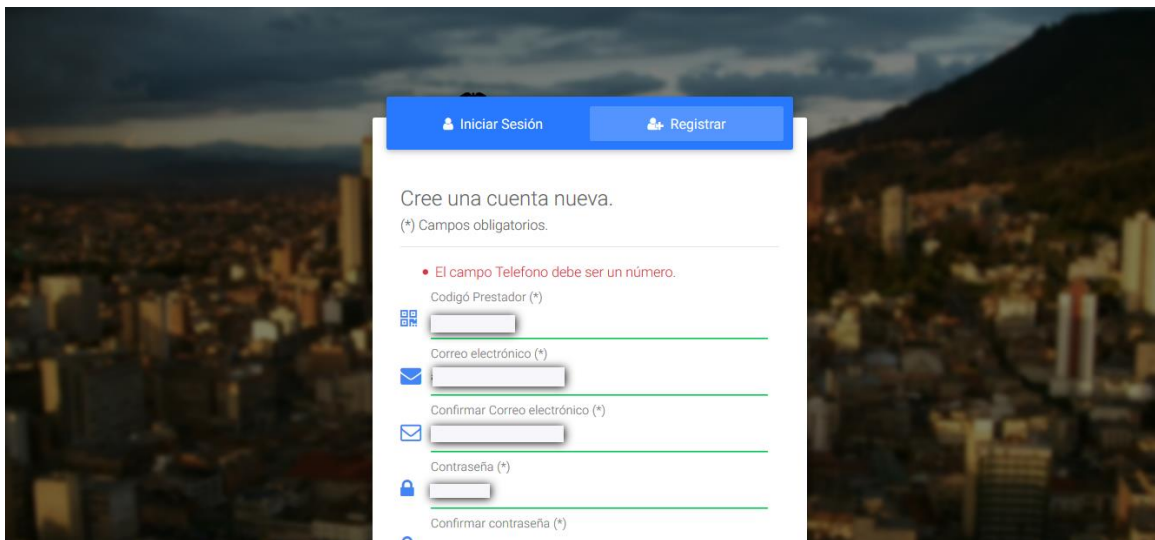 Iniciar Sesión
Registrar
Cree una cuenta nueva.
(*) Campos obligatorios.
El campo Telefono debe ser un número.
Codigó Prestador (*)
Correo electrónico (*)
Confirmar Correo electrónico (*)
Contraseña (*)
Confirmar contraseña (*)